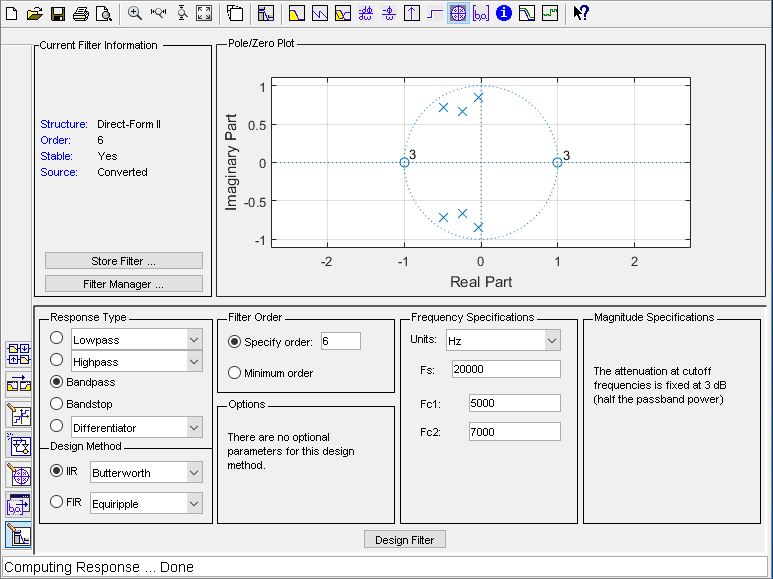 Current Filter Information
Structure: Direct-Form II
Order: 6
Stable: Yes
Source: Converted
Store Filter ...
Filter Manager ...
Pole/Zero Plot
Imaginary Part
1
0.5
0
-0.5
-1
3
3
-2 -1 0 1 2
Real Part
Response Type
Lowpass
Highpass
Bandpass
Bandstop
Differentiator
Design Method
IIR Butterworth
FIR Equiripple
Filter Order
Specify order: 6
Minimum order
Options
There are no optional
parameters for this design
method.
Frequency Specifications
Units: Hz
Fs: 20000
Fc1: 5000
Fc2: 7000
Magnitude Specifications
The attenuation at cutoff
frequencies is fixed at 3 dB
(half the passband power)
Design Filter
Computing Response ... Done